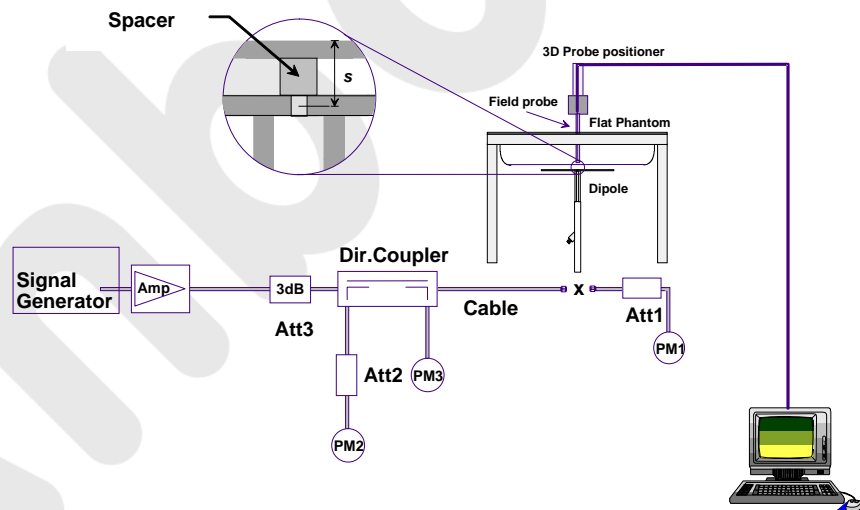 Spacer
s
3D Probe positioner
Field probe
Flat Phantom
Dipole
Dir.Coupler
Signal
Generator
Amp
3dB
Att3
Cable
x
Att1
PM1
Att2
PM3
PM2